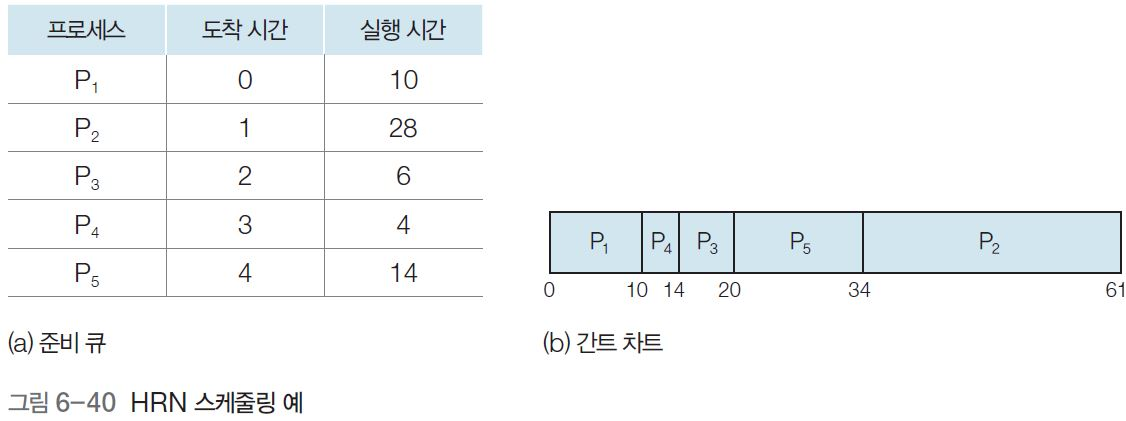 프로세스 도착 시간 실행 시간
P₁ 0 10
P₂ 1 28
P₃ 2 6
P₄ 3 4
P₅ 4 14
(a) 준비 큐
P₁ P₄ P₃ P₅ P₂
0 10 14 20 34 61
(b) 간트 차트
그림 6-40 HRN 스케줄링 예